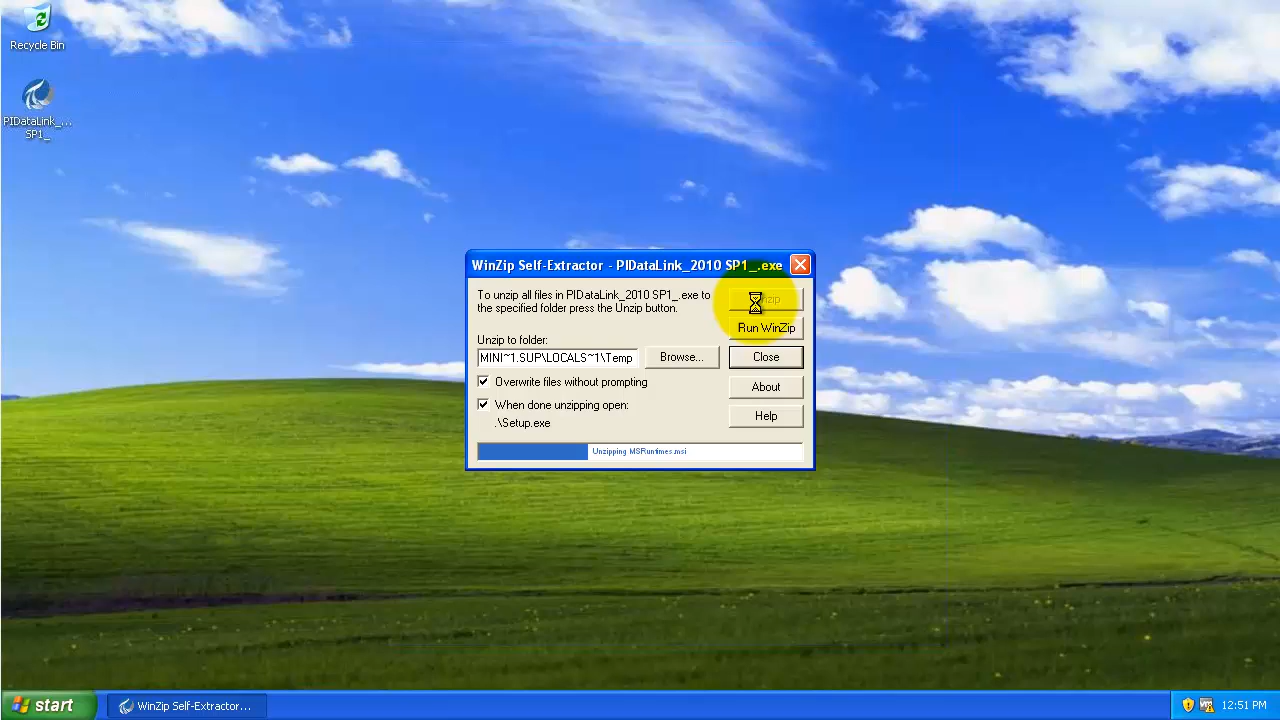 Recycle Bin
PIDataLink_...
SP1_
WinZip Self-Extractor - PIDataLink_2010 SP1_.exe
To unzip all files in PIDataLink_2010 SP1_.exe to
the specified folder press the Unzip button.
Unzip to folder:
MINI~1.SUP\LOCALS~1\Temp
Browse...
Run WinZip
Close
Overwrite files without prompting
About
When done unzipping open:
.\Setup.exe
Help
Unzipping MSRuntimes.msi
start
WinZip Self-Extractor...
12:51 PM